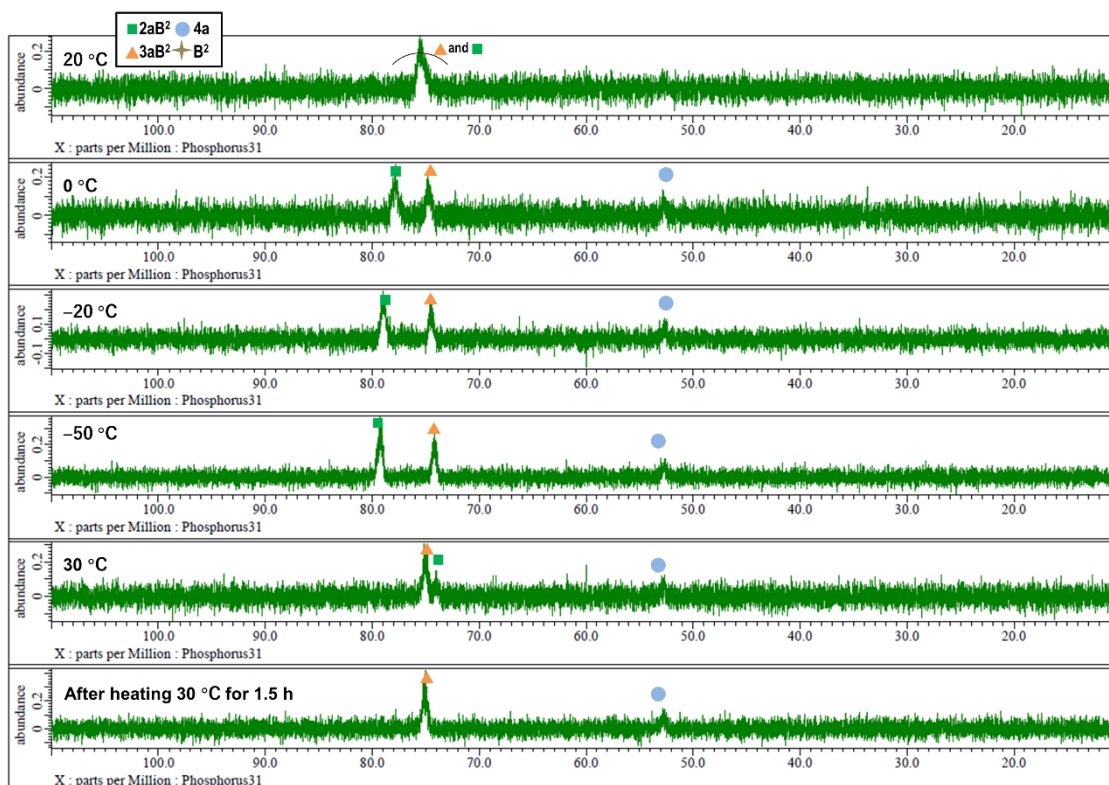 2aB² 4a
3aB² B²
20 °C
and
abundance
0.2
0
100.0 90.0 80.0 70.0 60.0 50.0 40.0 30.0 20.0
X : parts per Million : Phosphorus31
0 °C
abundance
0.2
0
100.0 90.0 80.0 70.0 60.0 50.0 40.0 30.0 20.0
X : parts per Million : Phosphorus31
–20 °C
abundance
0.1
-0.1
100.0 90.0 80.0 70.0 60.0 50.0 40.0 30.0 20.0
X : parts per Million : Phosphorus31
–50 °C
abundance
0.2
0
100.0 90.0 80.0 70.0 60.0 50.0 40.0 30.0 20.0
X : parts per Million : Phosphorus31
30 °C
abundance
0.2
0
100.0 90.0 80.0 70.0 60.0 50.0 40.0 30.0 20.0
X : parts per Million : Phosphorus31
After heating 30 °C for 1.5 h
abundance
0.2
0
100.0 90.0 80.0 70.0 60.0 50.0 40.0 30.0 20.0
X : parts per Million : Phosphorus31